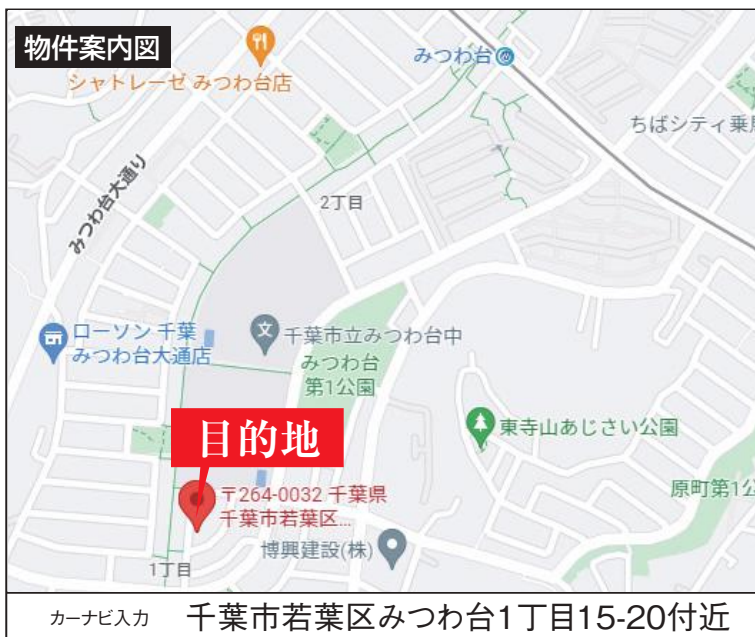 物件案内図
シャトレーゼ みつわ台店
みつわ台
ちばシティ乗馬
みつわ台大通り
2丁目
ローソン 千葉
みつわ台大通店
千葉市立みつわ台中
みつわ台
第1公園
目的地
東寺山あじさい公園
〒264-0032 千葉県
千葉市若葉区...
原町第1公
博興建設(株)
1丁目
カーナビ入力 千葉市若葉区みつわ台1丁目15-20付近